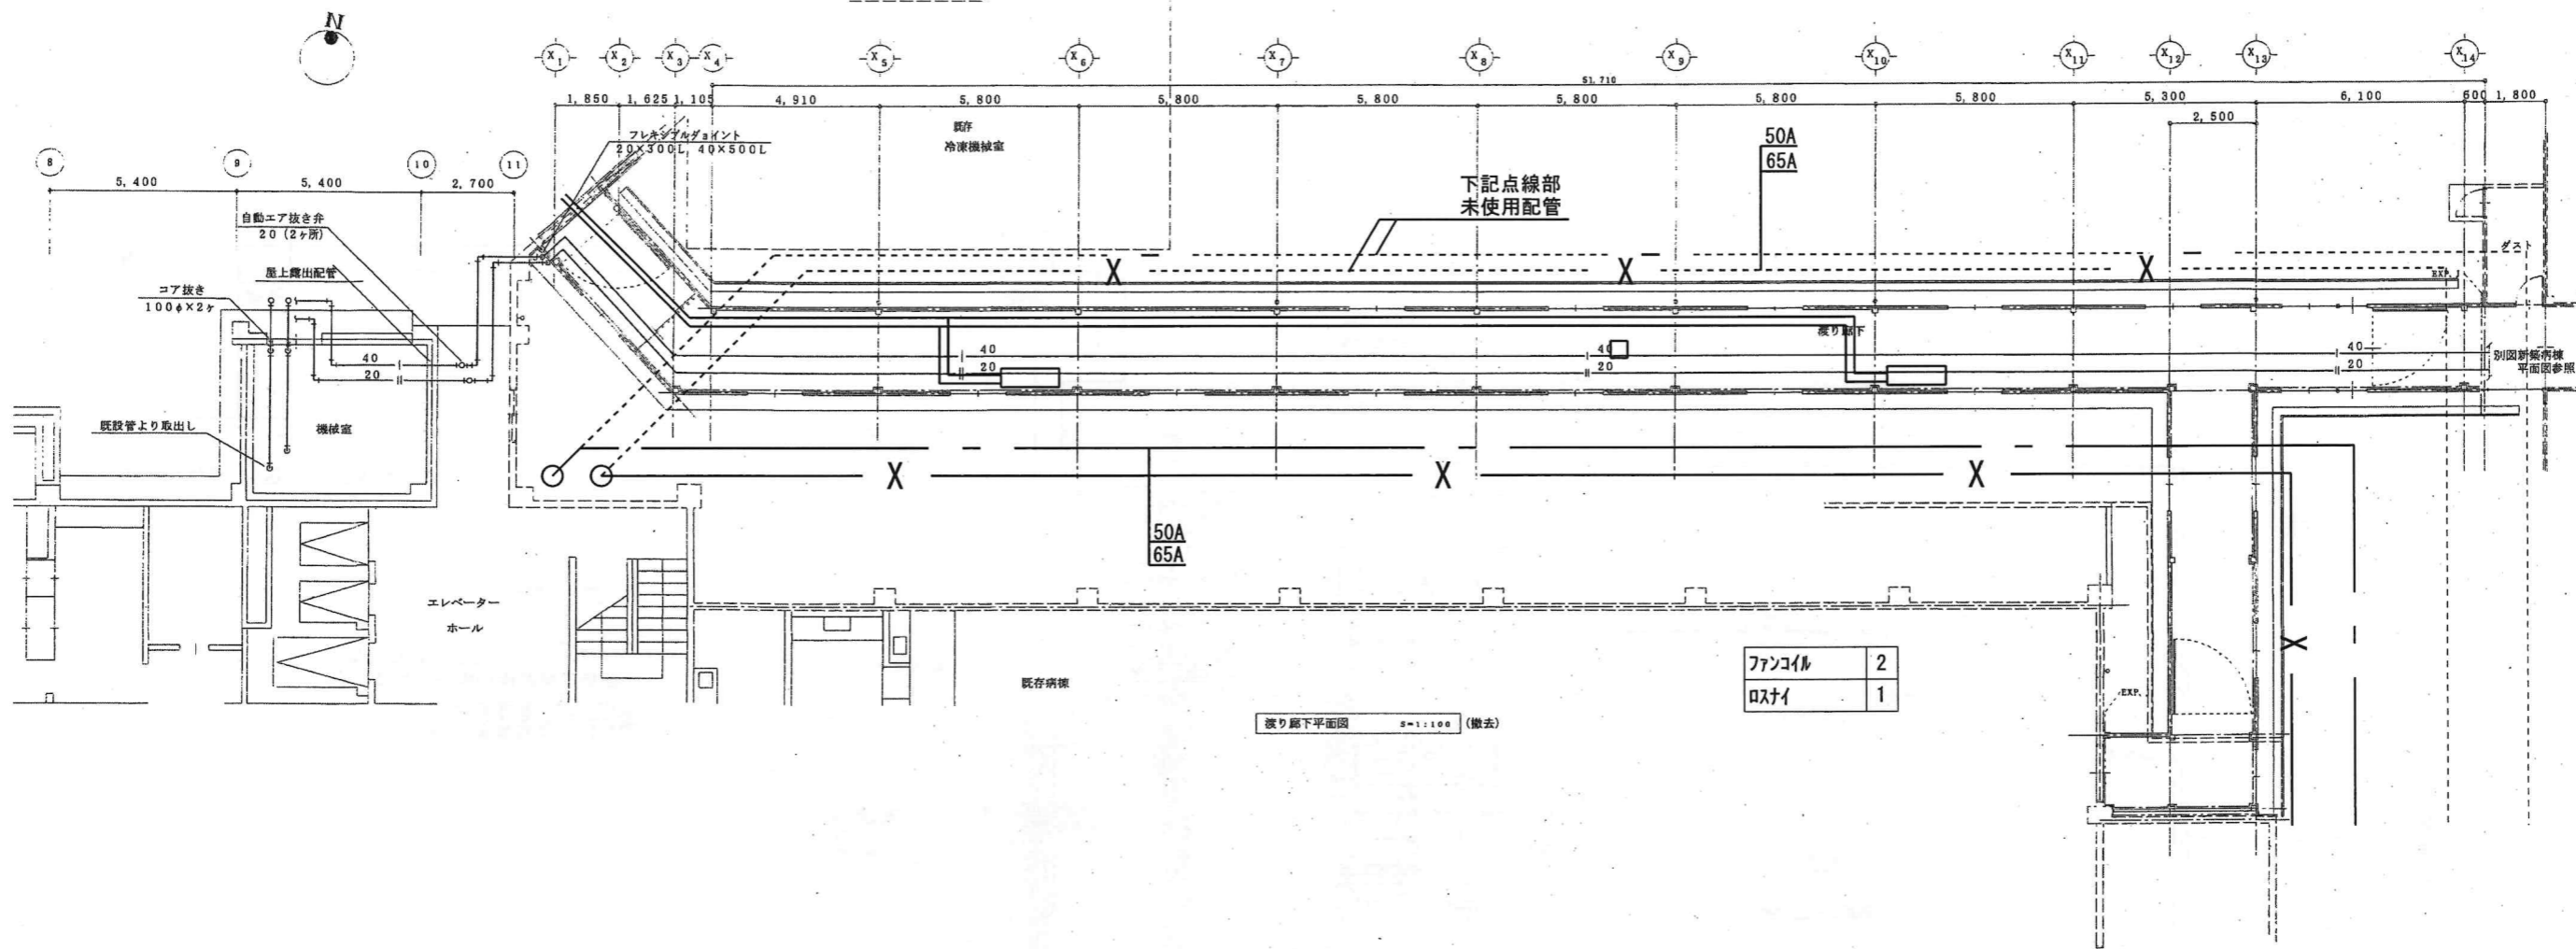 N
X1 X2 X3 X4 X5 X6 X7 X8 X9 X10 X11 X12 X13 X14
51,710
1,850 1,625 1,105 4,910 5,800 5,800 5,800 5,800 5,800 5,800 5,300 6,100 600 1,800
2,500
フレキシブルジョイント
20×300L 40×500L
既存
冷凍機械室
50A
65A
8 9 10 11
5,400 5,400 2,700
下記点線部
未使用配管
自動エア抜き弁
20 (2ヶ所)
屋上露出配管
コア抜き
100φ×2ヶ
ダスト
EXP.
X X X
渡り廊下
40 40 40 40
20 20 20 20
別図新築病棟
平面図参照
既設管より取出し
機械室
X X X
50A
65A
エレベーター
ホール
X
ファンコイル 2
ロスナイ 1
既存病棟
EXP.
渡り廊下平面図 S=1:100 (撤去)